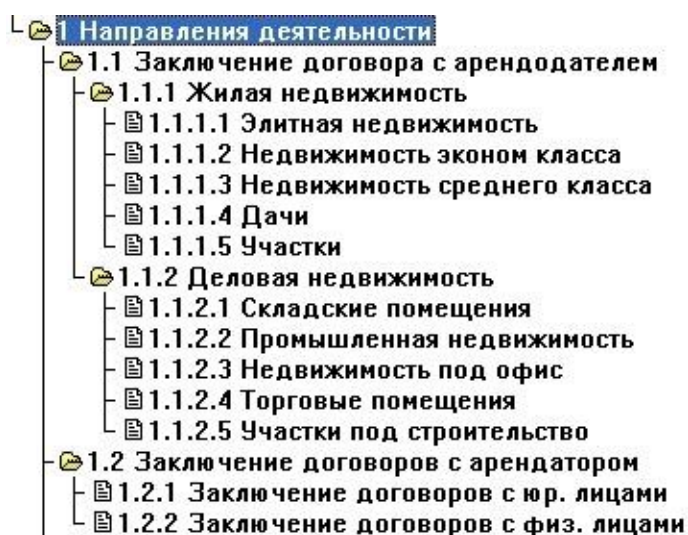 1 Направления деятельности
1.1 Заключение договора с арендодателем
1.1.1 Жилая недвижимость
1.1.1.1 Элитная недвижимость
1.1.1.2 Недвижимость эконом класса
1.1.1.3 Недвижимость среднего класса
1.1.1.4 Дачи
1.1.1.5 Участки
1.1.2 Деловая недвижимость
1.1.2.1 Складские помещения
1.1.2.2 Промышленная недвижимость
1.1.2.3 Недвижимость под офис
1.1.2.4 Торговые помещения
1.1.2.5 Участки под строительство
1.2 Заключение договоров с арендатором
1.2.1 Заключение договоров с юр. лицами
1.2.2 Заключение договоров с физ. лицами